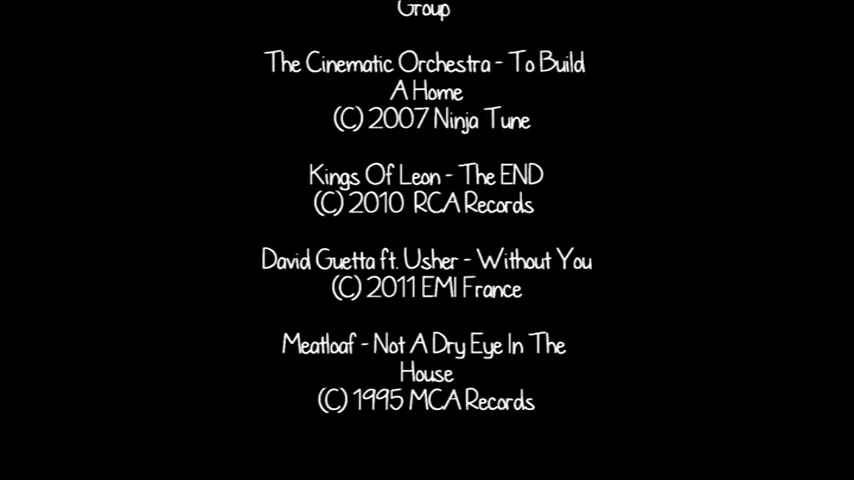 Group
The Cinematic Orchestra - To Build
A Home
(C) 2007 Ninja Tune
Kings Of Leon - The END
(C) 2010 RCA Records
David Guetta ft. Usher - Without You
(C) 2011 EMI France
Meatloaf - Not A Dry Eye In The
House
(C) 1995 MCA Records